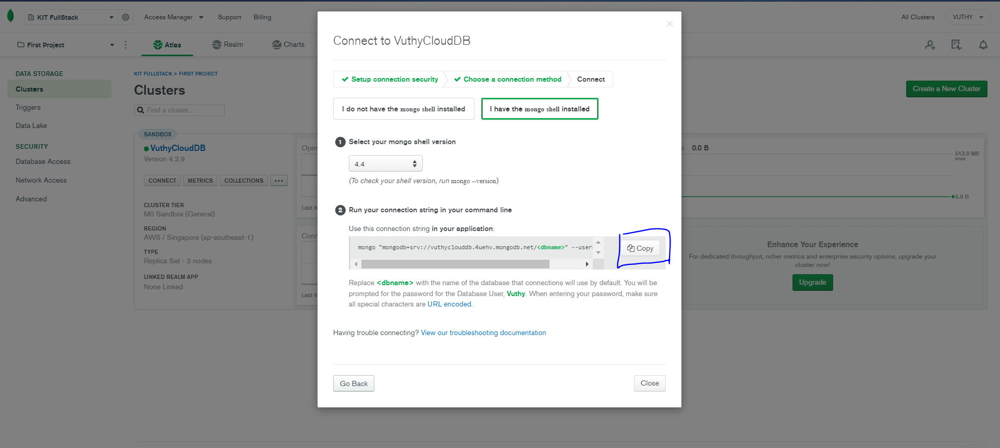 KIT FullStack
Access Manager
Support
Billing
All Clusters
VUTHY
First Project
Atlas
Realm
Charts
DATA STORAGE
Clusters
Triggers
Data Lake
SECURITY
Database Access
Network Access
Advanced
KIT FULLSTACK > FIRST PROJECT
Clusters
Find a cluster...
Create a New Cluster
SANDBOX
VuthyCloudDB
Version 4.2.9
CONNECT METRICS COLLECTIONS ...
CLUSTER TIER
M0 Sandbox (General)
REGION
AWS / Singapore (ap-southeast-1)
TYPE
Replica Set - 3 nodes
LINKED REALM APP
None Linked
Oper
Last 6
Conn
Last 6
Connect to VuthyCloudDB
Setup connection security
Choose a connection method
Connect
I do not have the mongo shell installed
I have the mongo shell installed
1 Select your mongo shell version
4.4
(To check your shell version, run mongo --version)
2 Run your connection string in your command line
Use this connection string in your application:
mongo "mongodb+srv://vuthyclouddb.4uehv.mongodb.net/<dbname>" --user
Copy
Replace <dbname> with the name of the database that connections will use by default. You will be
prompted for the password for the Database User, Vuthy. When entering your password, make sure
all special characters are URL encoded.
Having trouble connecting? View our troubleshooting documentation
Go Back
Close
e 0.0 B
512.0 MB
max
0.0 B
Enhance Your Experience
For dedicated throughput, richer metrics and enterprise security options, upgrade your
cluster now!
Upgrade